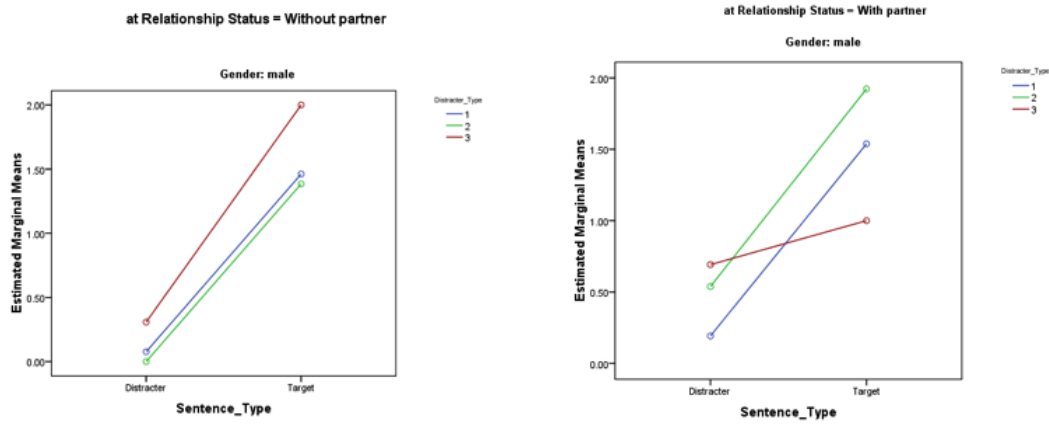 at Relationship Status = Without partner
Gender: male
Estimated Marginal Means
2.00
1.50
1.00
0.50
0.00
Distracter
Target
Sentence_Type
Distracter_Type
1
2
3
at Relationship Status = With partner
Gender: male
Estimated Marginal Means
2.00
1.50
1.00
0.50
0.00
Distracter
Target
Sentence_Type
Distracter_Type
1
2
3